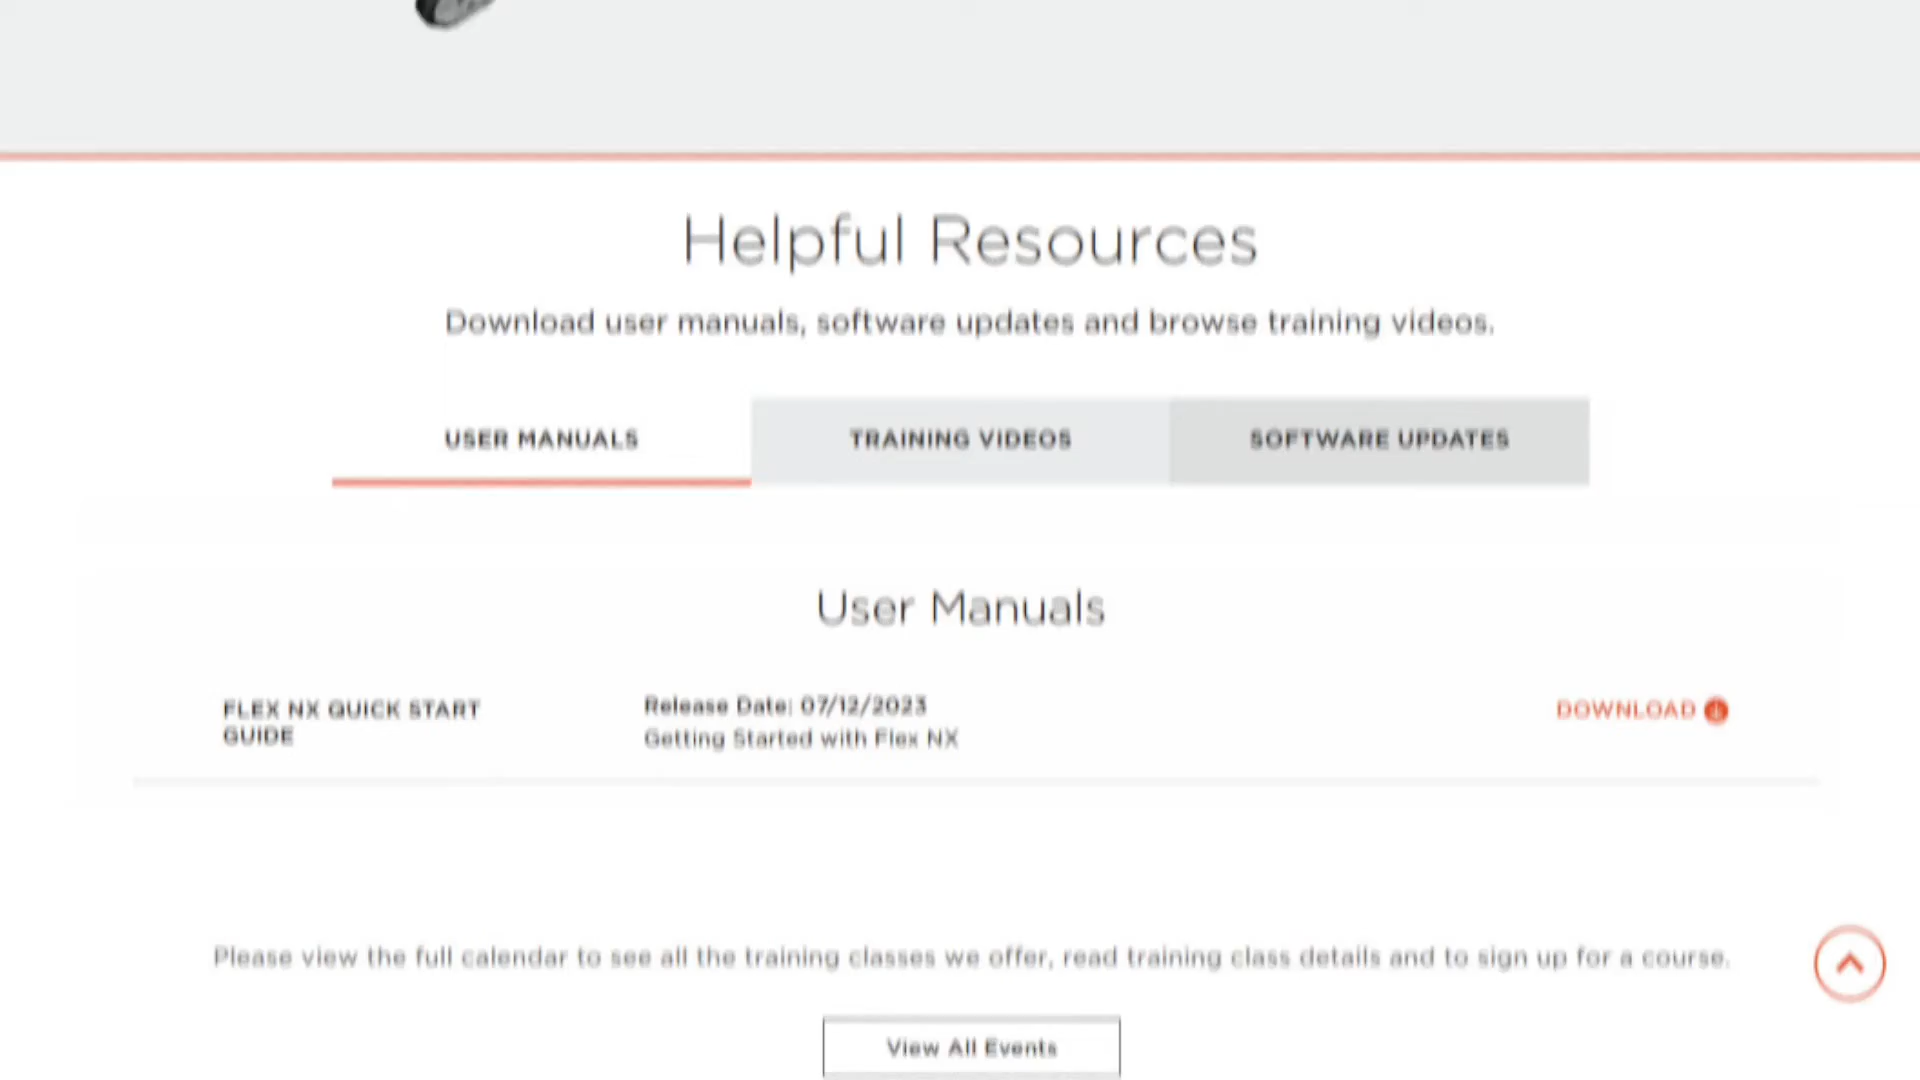 Helpful Resources
Download user manuals, software updates and browse training videos.
USER MANUALS
TRAINING VIDEOS
SOFTWARE UPDATES
User Manuals
FLEX NX QUICK START
GUIDE
Release Date: 07/12/2023
Getting Started with Flex NX
DOWNLOAD
Please view the full calendar to see all the training classes we offer, read training class details and to sign up for a course.
View All Events